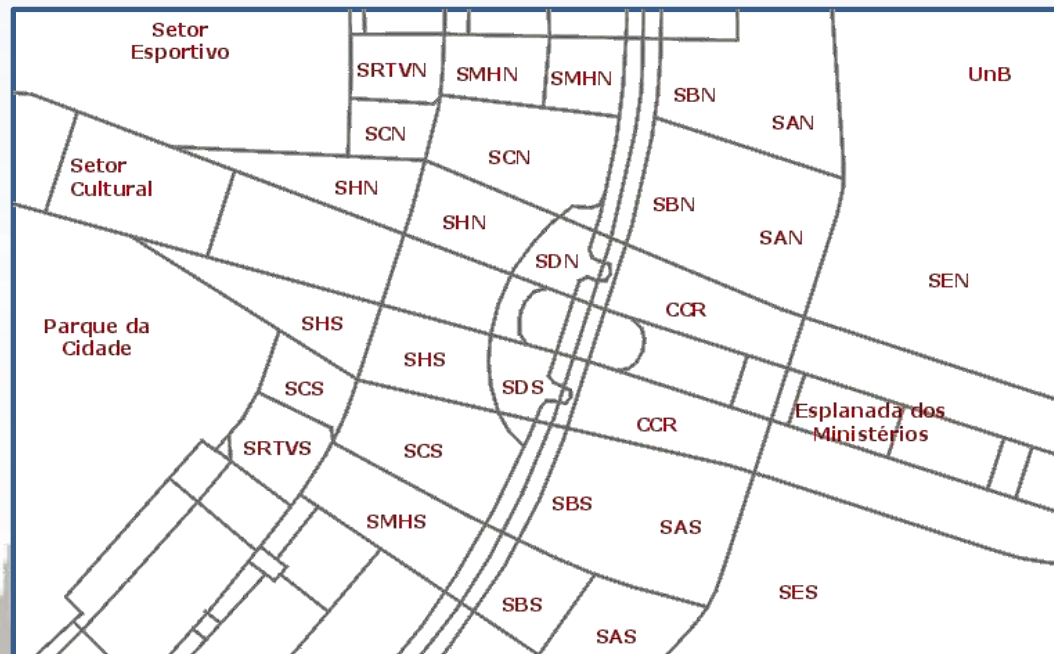 Setor
Esportivo
SRTVN
SMHN
SMHN
UnB
SBN
SAN
SCN
SCN
Setor
Cultural
SHN
SHN
SBN
SAN
SDN
SEN
CCR
Parque da
Cidade
SHS
SHS
SCS
SDS
Esplanada dos
Ministérios
CCR
SRTVS
SCS
SBS
SMHS
SAS
SES
SBS
SAS